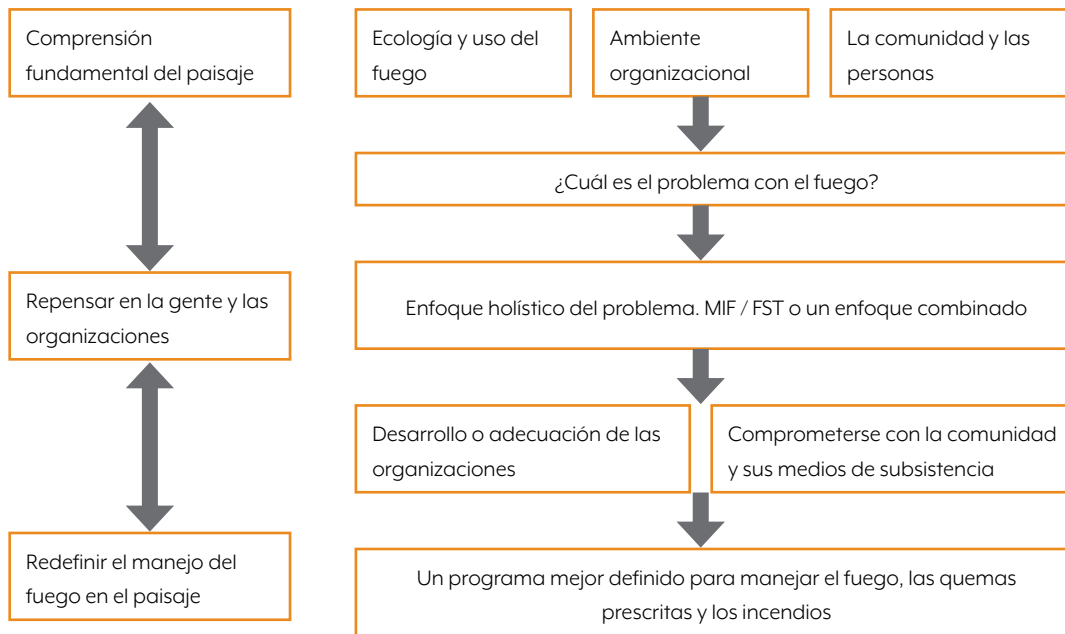 Comprensión
fundamental del paisaje
Ecología y uso del
fuego
Ambiente
organizacional
La comunidad y las
personas
¿Cuál es el problema con el fuego?
Repensar en la gente y las
organizaciones
Enfoque holístico del problema. MIF / FST o un enfoque combinado
Desarrollo o adecuación de las
organizaciones
Comprometerse con la comunidad
y sus medios de subsistencia
Redefinir el manejo del
fuego en el paisaje
Un programa mejor definido para manejar el fuego, las quemas
prescritas y los incendios